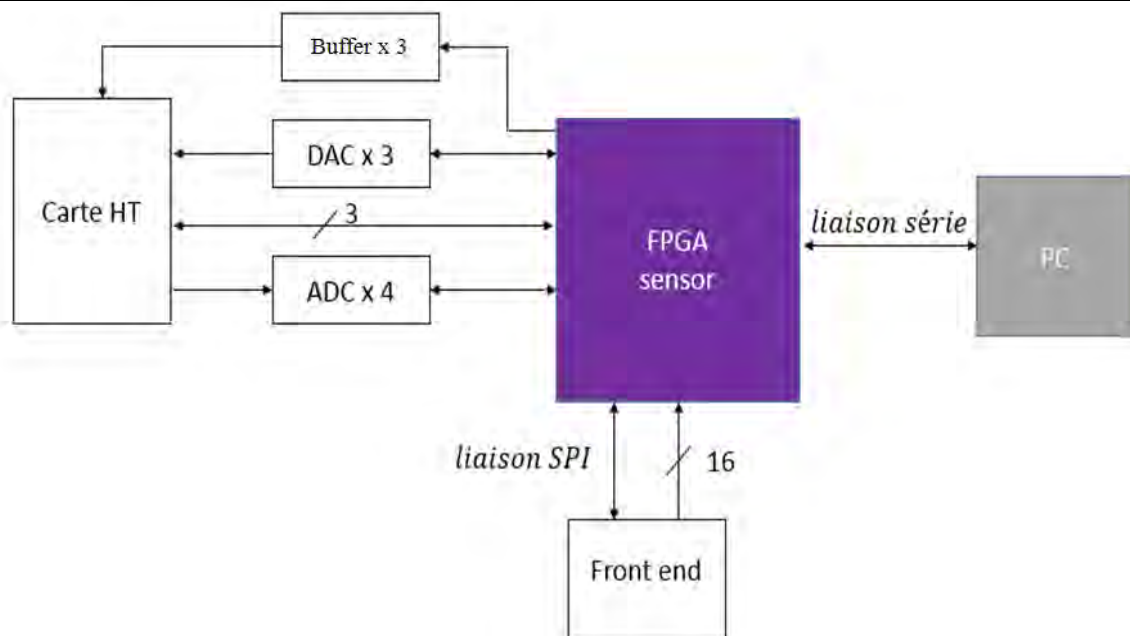 Buffer x 3
DAC x 3
Carte HT
3
ADC x 4
FPGA
sensor
liaison série
PC
liaison SPI
16
Front end